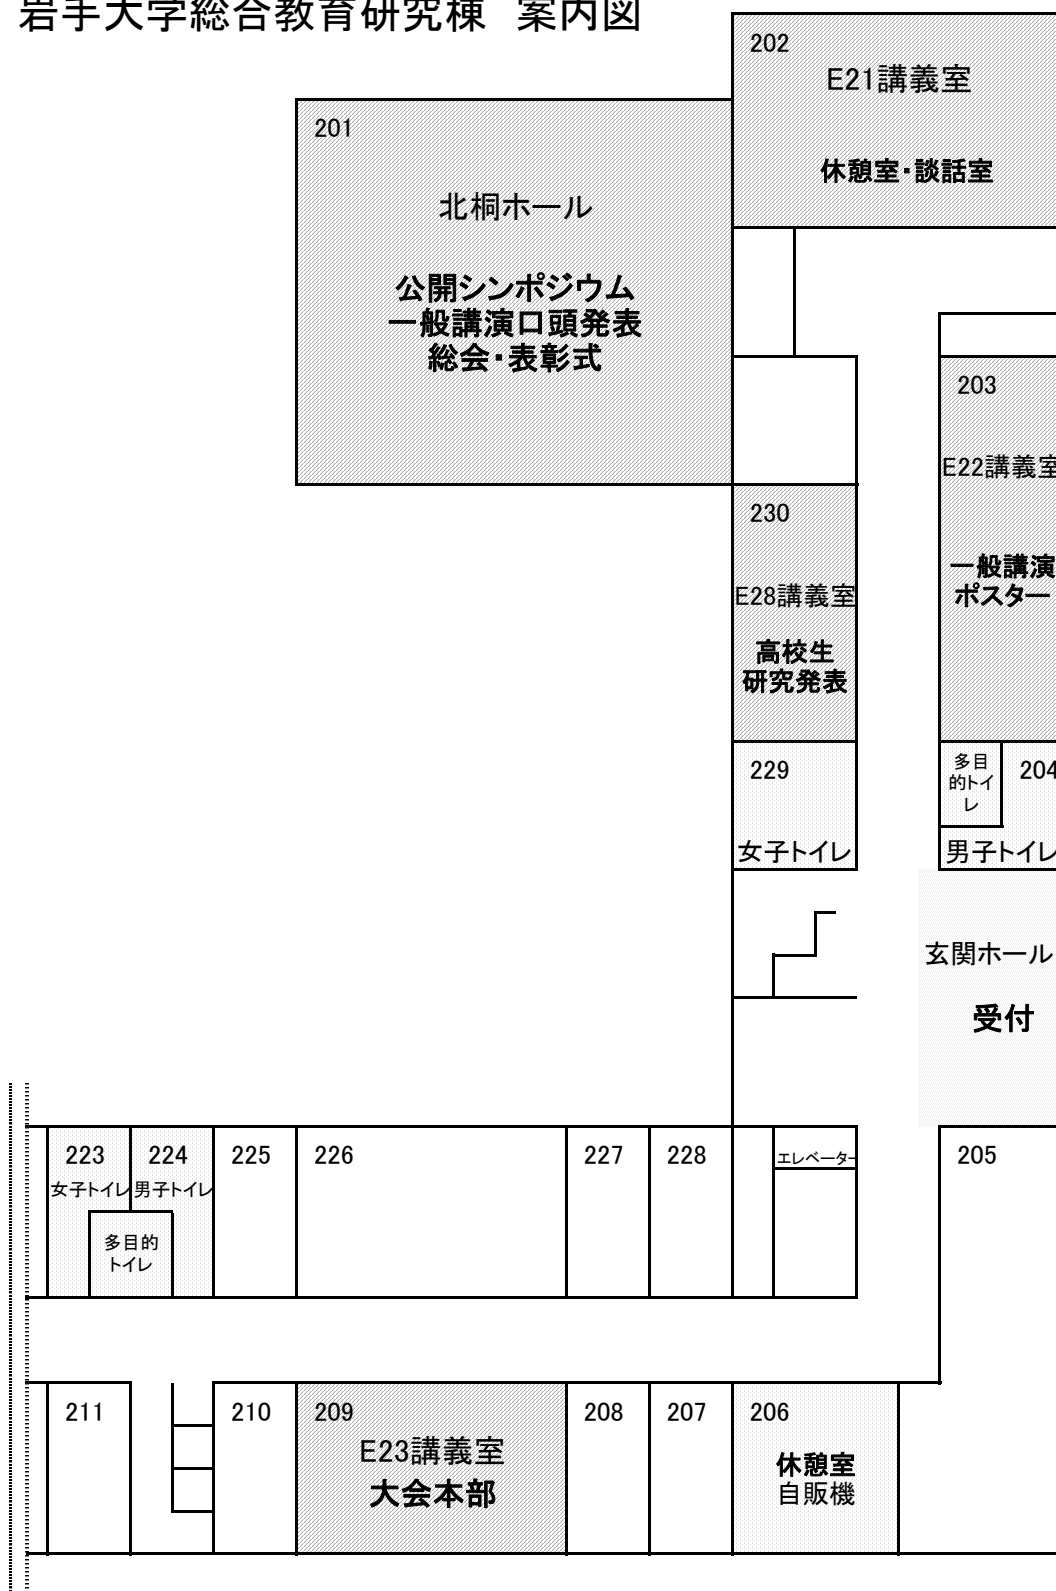 岩手大学総合教育研究棟 案内図
202
E21講義室
休憩室・談話室
201
北桐ホール
公開シンポジウム
一般講演口頭発表
総会・表彰式
203
E22講義室
一般講演
ポスター
230
E28講義室
高校生
研究発表
229
女子トイレ
多目
的トイ
レ
204
男子トイレ
玄関ホール
受付
223
女子トイレ
224
男子トイレ
多目的
トイレ
225
226
227
228
エレベーター
205
211
210
209
E23講義室
大会本部
208
207
206
休憩室
自販機